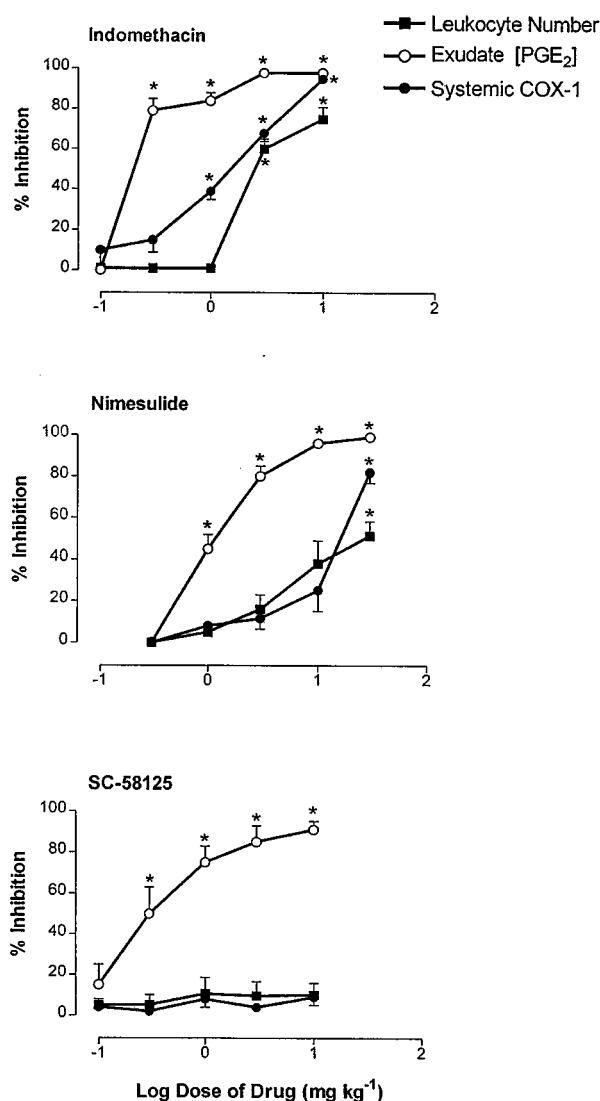 Indomethacin
Leukocyte Number
Exudate [PGE₂]
Systemic COX-1
% Inhibition
100
80
60
40
20
0
* * * *
* * *
* *
-1 0 1 2
Nimesulide
% Inhibition
100
80
60
40
20
0
* * * *
*
*
-1 0 1 2
SC-58125
% Inhibition
100
80
60
40
20
0
* * * *
-1 0 1 2
Log Dose of Drug (mg kg⁻¹)